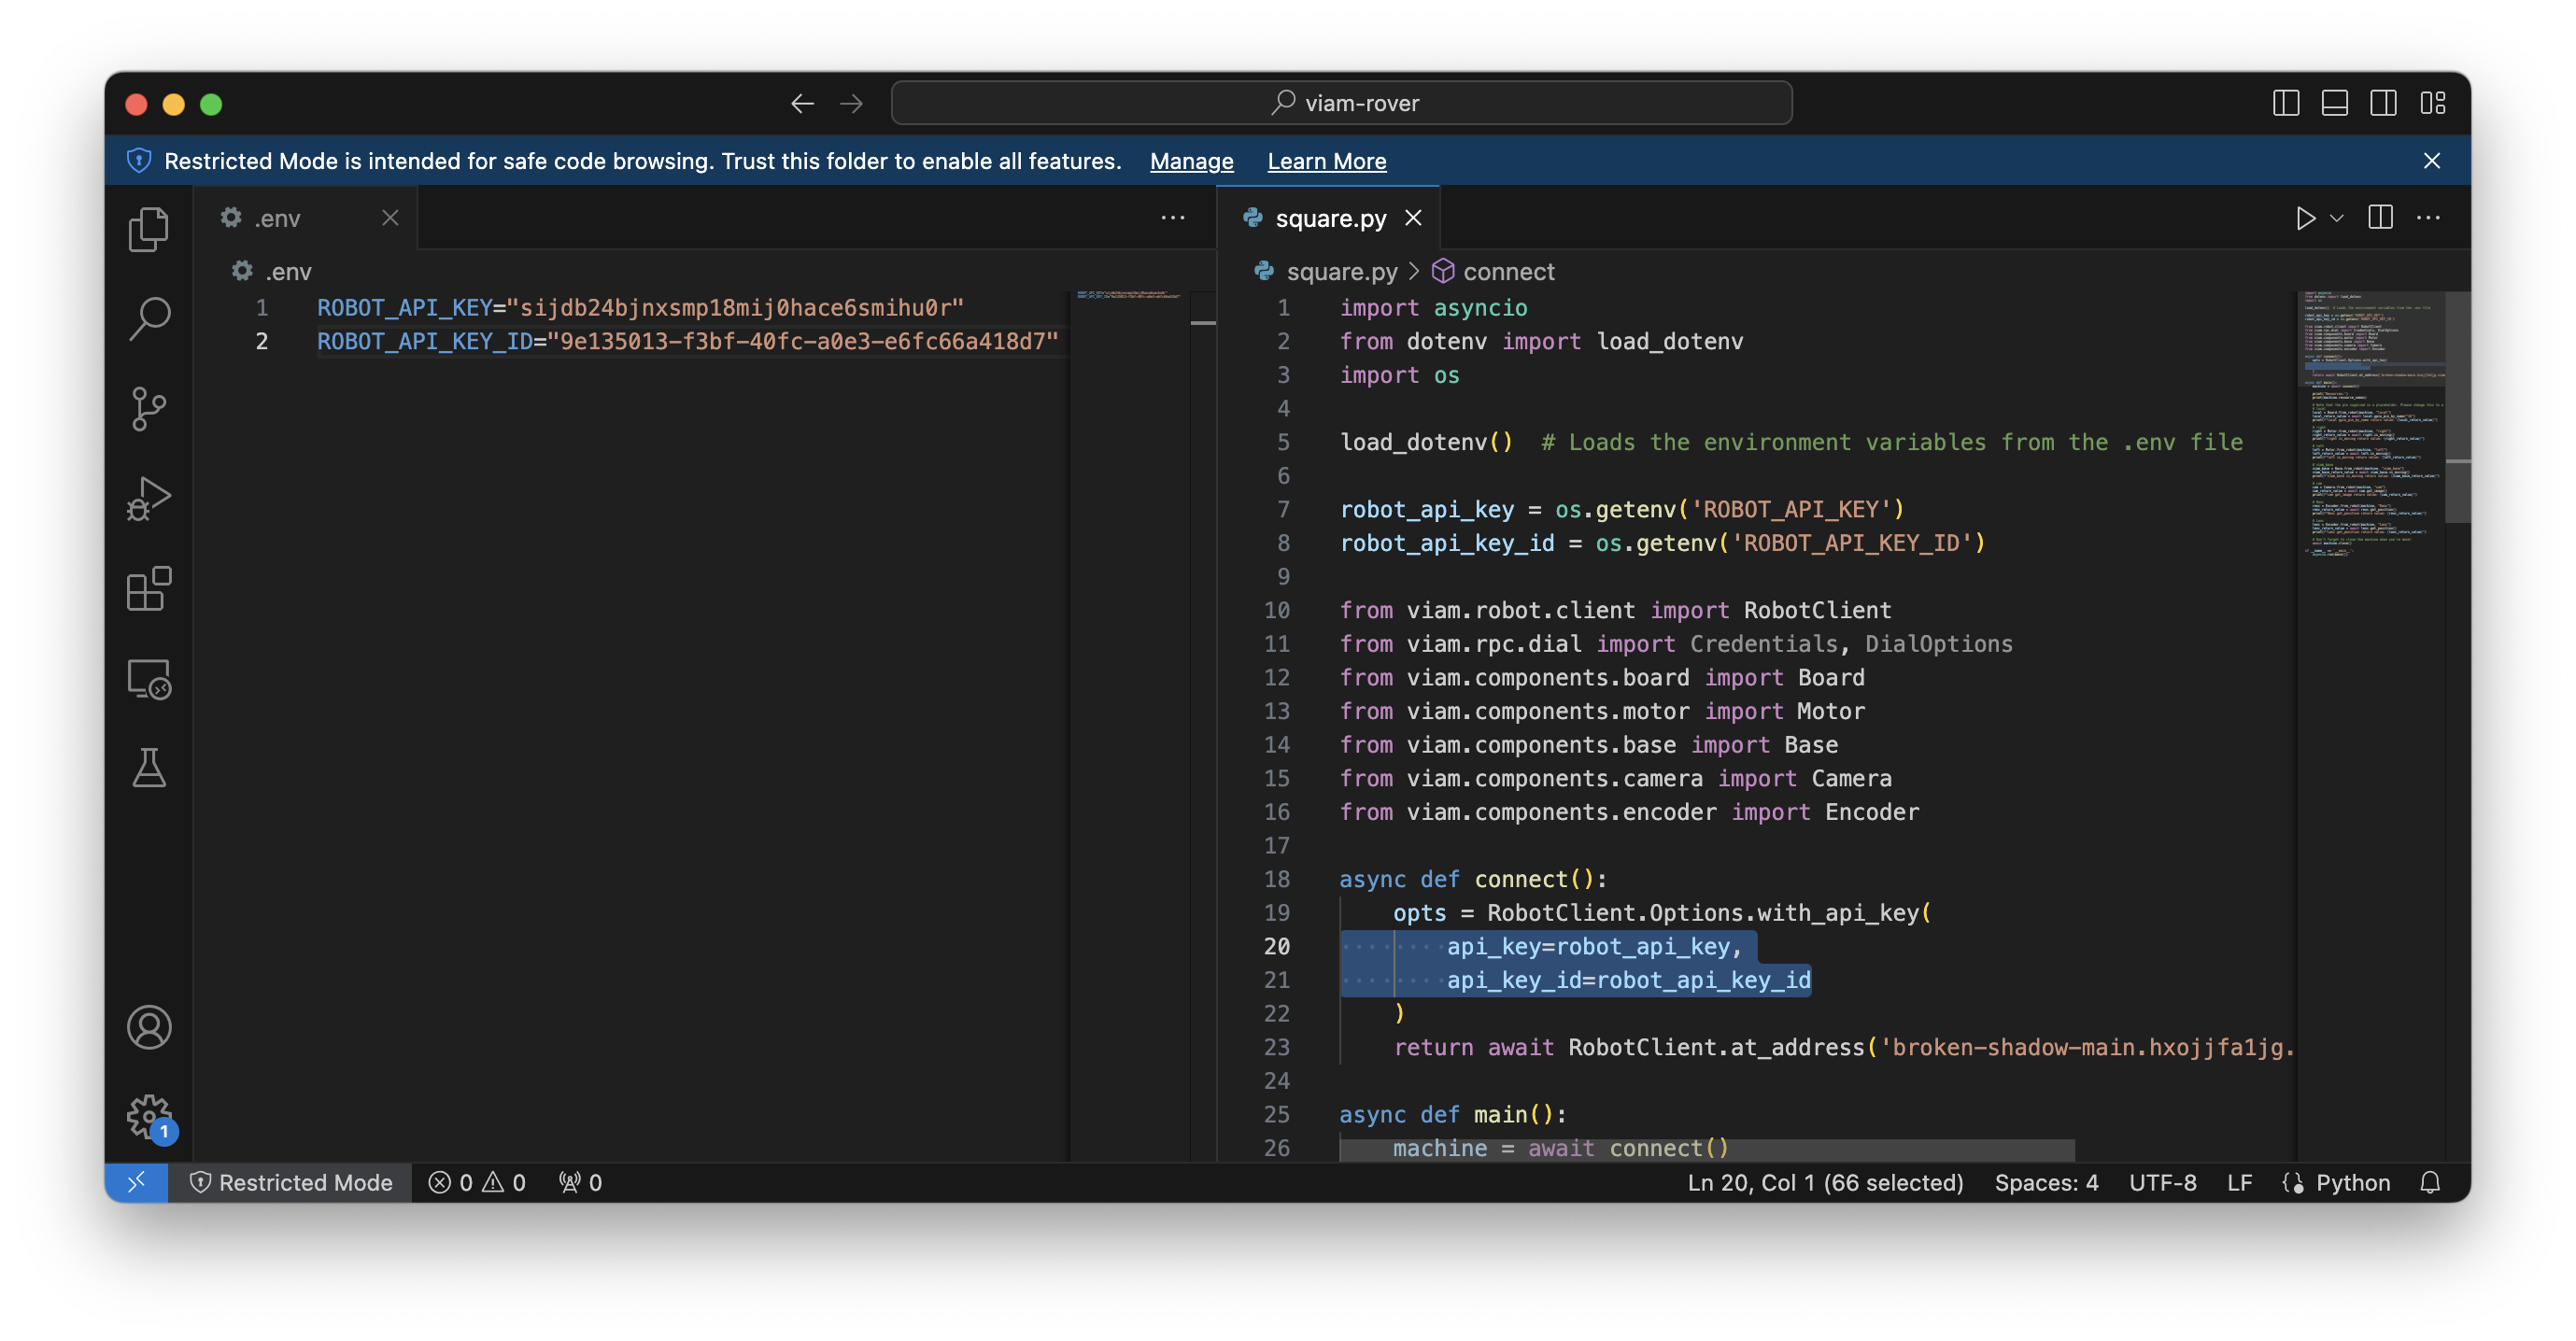 viam-rover
Restricted Mode is intended for safe code browsing. Trust this folder to enable all features. Manage Learn More
.env
.env
1 ROBOT_API_KEY="sijdb24bjnxsmp18mij0hace6smihu0r"
2 ROBOT_API_KEY_ID="9e135013-f3bf-40fc-a0e3-e6fc66a418d7"
square.py
square.py > connect
1 import asyncio
2 from dotenv import load_dotenv
3 import os
4
5 load_dotenv()  # Loads the environment variables from the .env file
6
7 robot_api_key = os.getenv('ROBOT_API_KEY')
8 robot_api_key_id = os.getenv('ROBOT_API_KEY_ID')
9
10 from viam.robot.client import RobotClient
11 from viam.rpc.dial import Credentials, DialOptions
12 from viam.components.board import Board
13 from viam.components.motor import Motor
14 from viam.components.base import Base
15 from viam.components.camera import Camera
16 from viam.components.encoder import Encoder
17
18 async def connect():
19     opts = RobotClient.Options.with_api_key(
20         api_key=robot_api_key,
21         api_key_id=robot_api_key_id
22     )
23     return await RobotClient.at_address('broken-shadow-main.hxojjfa1jg.
24
25 async def main():
26     machine = await connect()
1
Restricted Mode 0 0 0 Ln 20, Col 1 (66 selected) Spaces: 4 UTF-8 LF Python